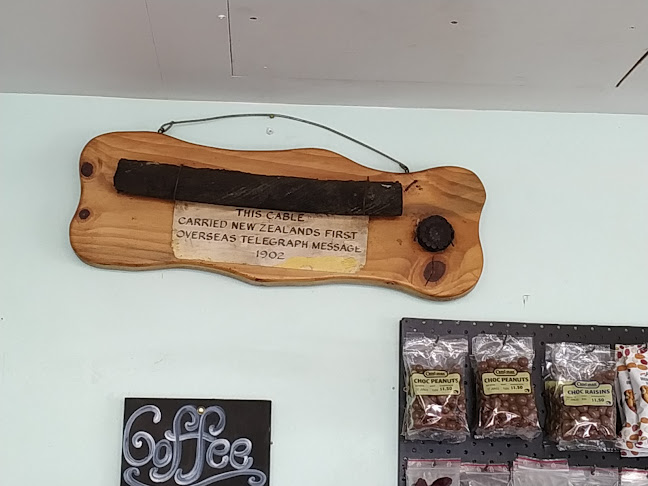 THIS CABLE
CARRIED NEW ZEALANDS FIRST
OVERSEAS TELEGRAPH MESSAGE
1902
Coffee
CHOC PEANUTS
CHOC PEANUTS
CHOC RAISINS